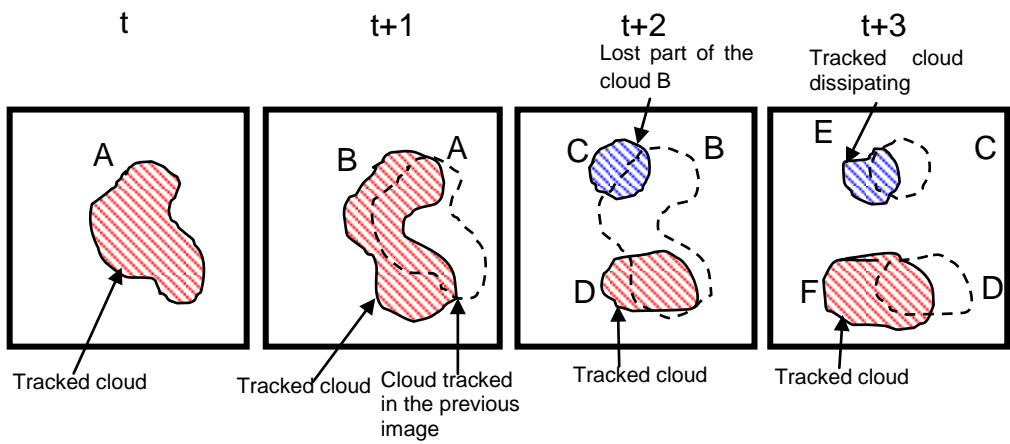 t
t+1
t+2
t+3
Lost part of the
cloud B
Tracked cloud
dissipating
A
B
A
C
B
D
E
C
F
D
Tracked cloud
Tracked cloud
Cloud tracked
in the previous
image
Tracked cloud
Tracked cloud